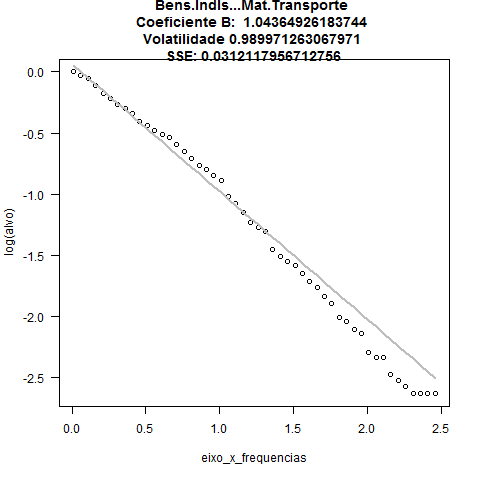 Bens.Indis...Mat.Transporte
Coeficiente B:  1.04364926183744
Volatilidade 0.989971263067971
SSE: 0.0312117956712756
0.0
-0.5
-1.0
-1.5
-2.0
-2.5
log(alvo)
0.0 0.5 1.0 1.5 2.0 2.5
eixo_x_frequencias